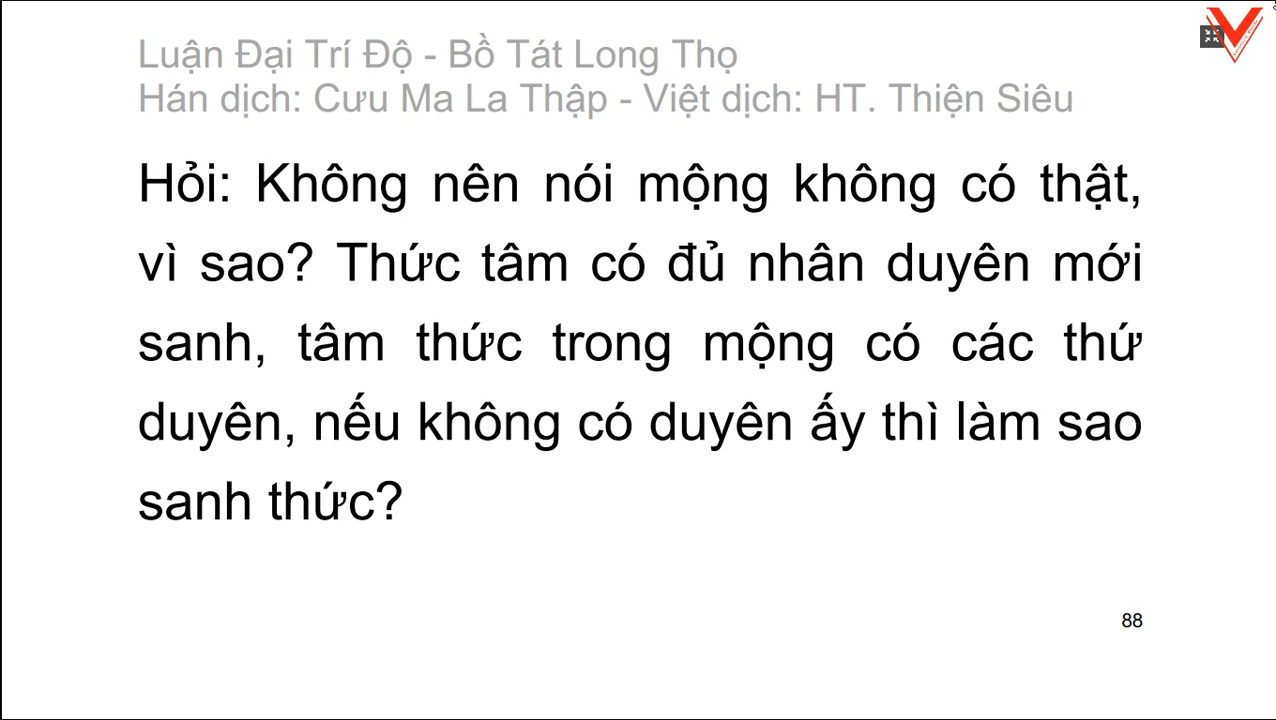 Luận Đại Trí Độ - Bồ Tát Long Thọ
Hán dịch: Cưu Ma La Thập - Việt dịch: HT. Thiện Siêu
Hỏi: Không nên nói mộng không có thật,
vì sao? Thức tâm có đủ nhân duyên mới
sanh, tâm thức trong mộng có các thứ
duyên, nếu không có duyên ấy thì làm sao
sanh thức?
88